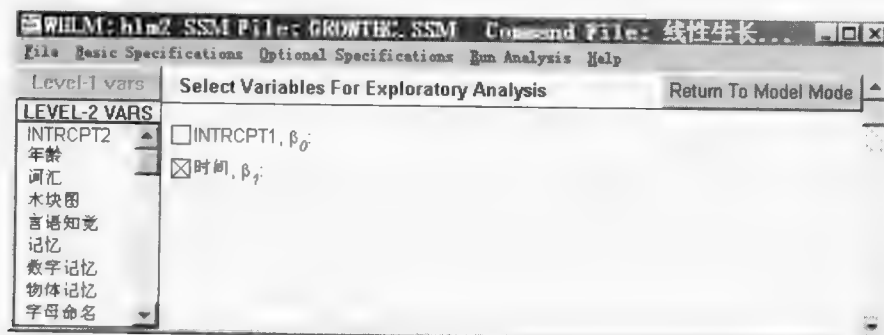 WHLM: hlm2 SSM File: GROWTHC.SSM Command File: 线性生长...
File Basic Specifications Optional Specifications Run Analysis Help
Level-1 vars
Select Variables For Exploratory Analysis
Return To Model Mode
LEVEL-2 VARS
INTRCPT2
年龄
词汇
木块图
言语知觉
记忆
数字记忆
物体记忆
字母命名
INTRCPT1, β0:
时间, β1: